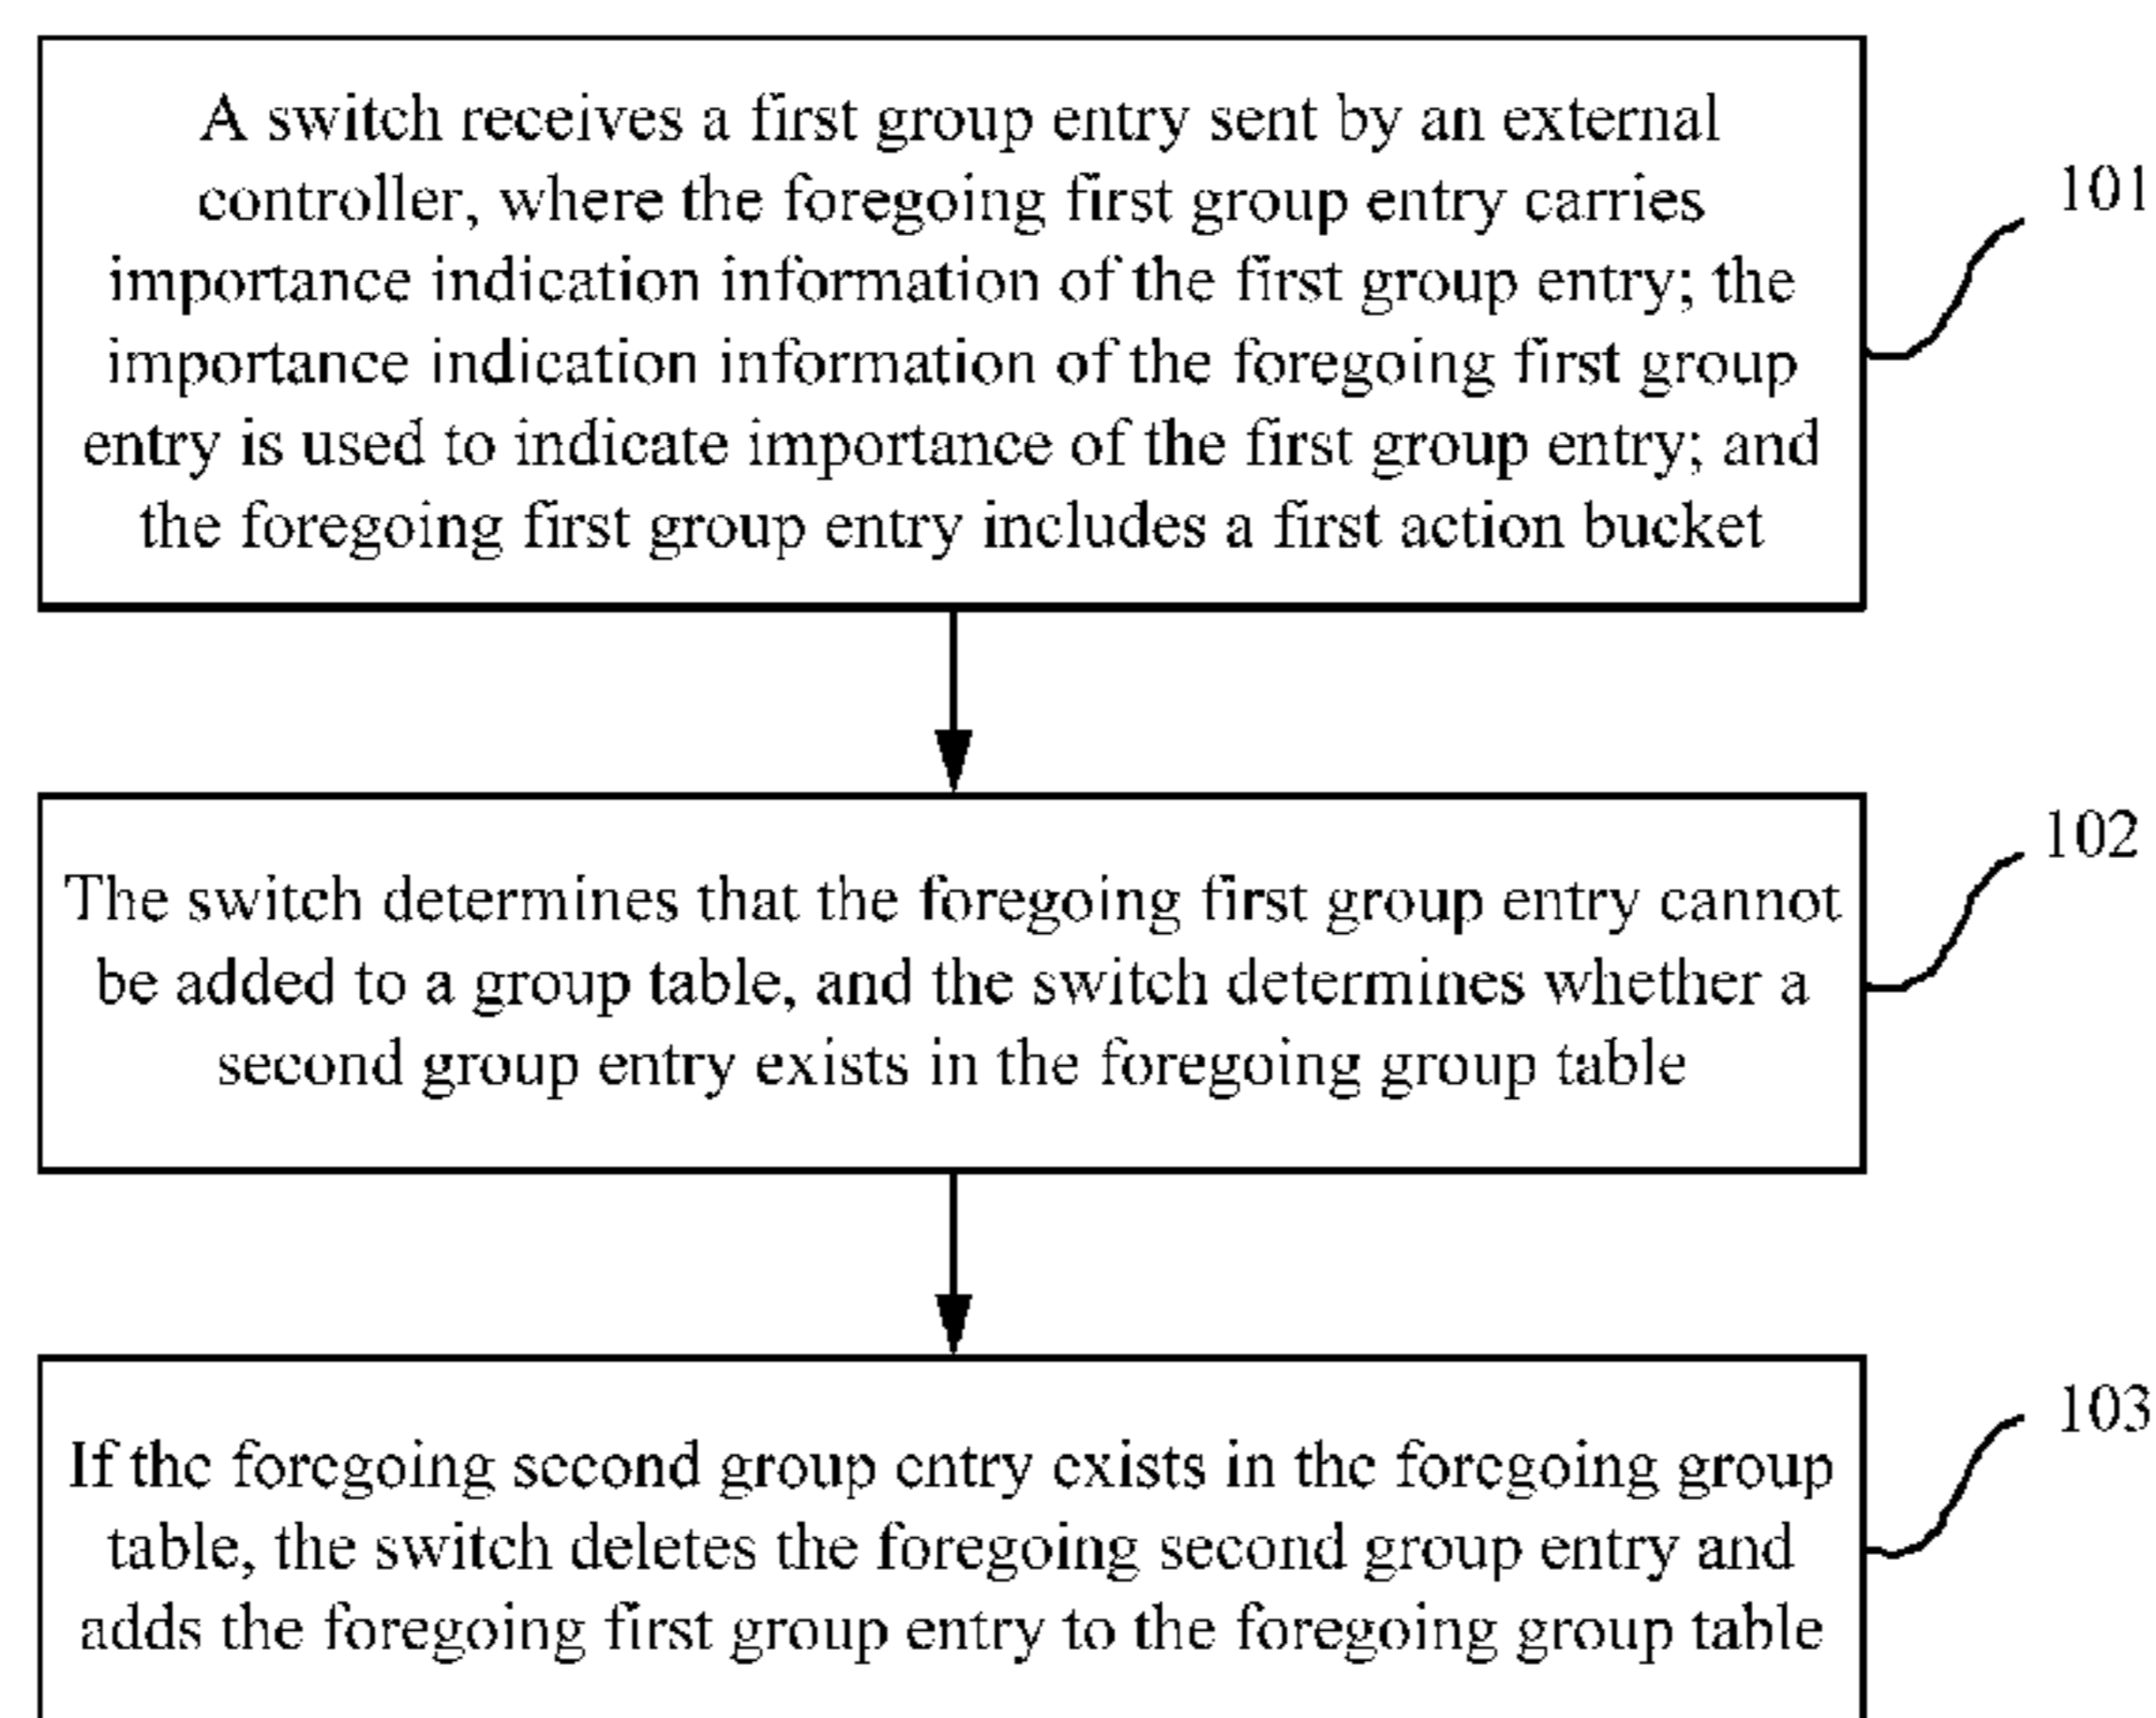 A switch receives a first group entry sent by an external
controller, where the foregoing first group entry carries
importance indication information of the first group entry; the
importance indication information of the foregoing first group
entry is used to indicate importance of the first group entry; and
the foregoing first group entry includes a first action bucket
101
The switch determines that the foregoing first group entry cannot
be added to a group table, and the switch determines whether a
second group entry exists in the foregoing group table
102
If the foregoing second group entry exists in the foregoing group
table, the switch deletes the foregoing second group entry and
adds the foregoing first group entry to the foregoing group table
103